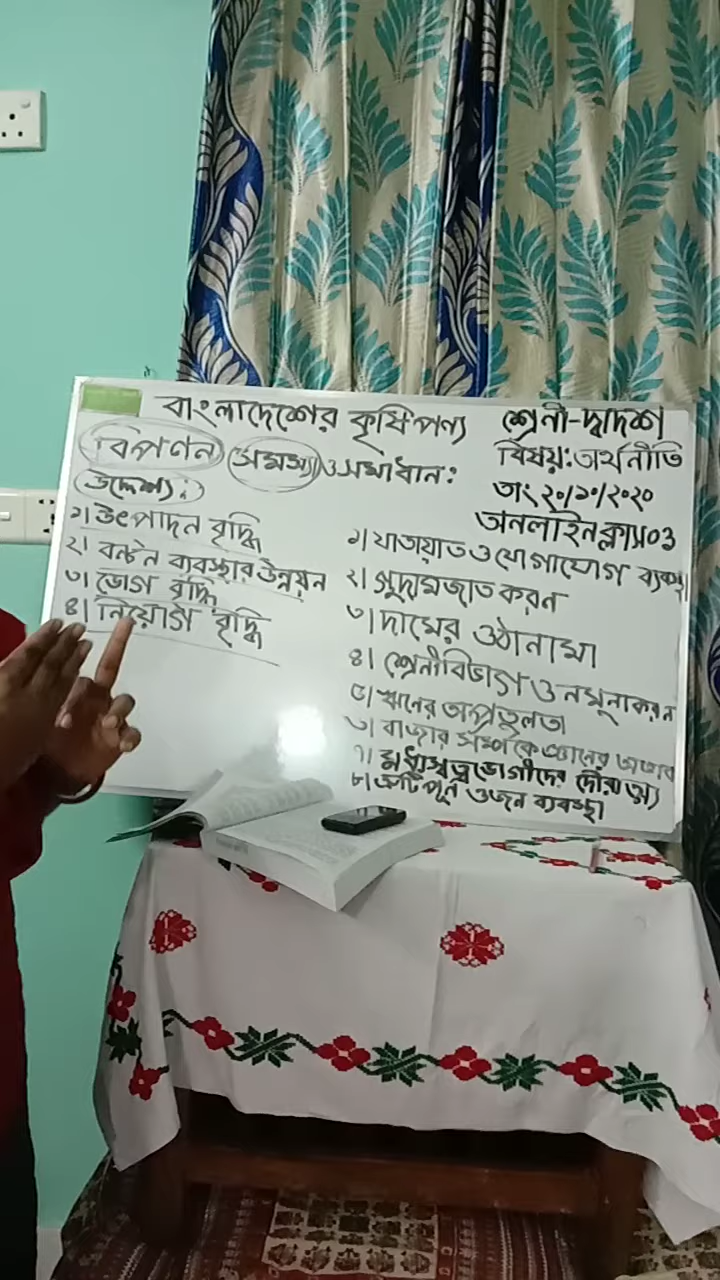 বাংলাদেশের কৃষিপণ্য
বিপণন সমস্যা ও সমাধান:
শ্রেনী-দ্বাদশ
বিষয়:অর্থনীতি
তাং২০/১০/২০২০
অনলাইনক্লাস০৩
উদ্দেশ্য:
১।উৎপাদন বৃদ্ধি
২। বন্টন ব্যবস্থার উন্নয়ন
৩।ভোগ বৃদ্ধি
৪। নিয়োগ বৃদ্ধি
১।যাতায়াত ও যোগাযোগ ব্যবস্থা
২। গুদামজাত করন
৩।দামের ওঠানামা
৪। শ্রেনীবিভাগ ও নমুনাকরন
৫। ঋনের অপ্রতুলতা
৬। বাজার সম্পর্কে জ্ঞানের অভাব
৭। মধ্যস্বত্বভোগীদের দৌরাত্ম্য
৮।ত্রুটিপূর্ন ওজন ব্যবস্থা